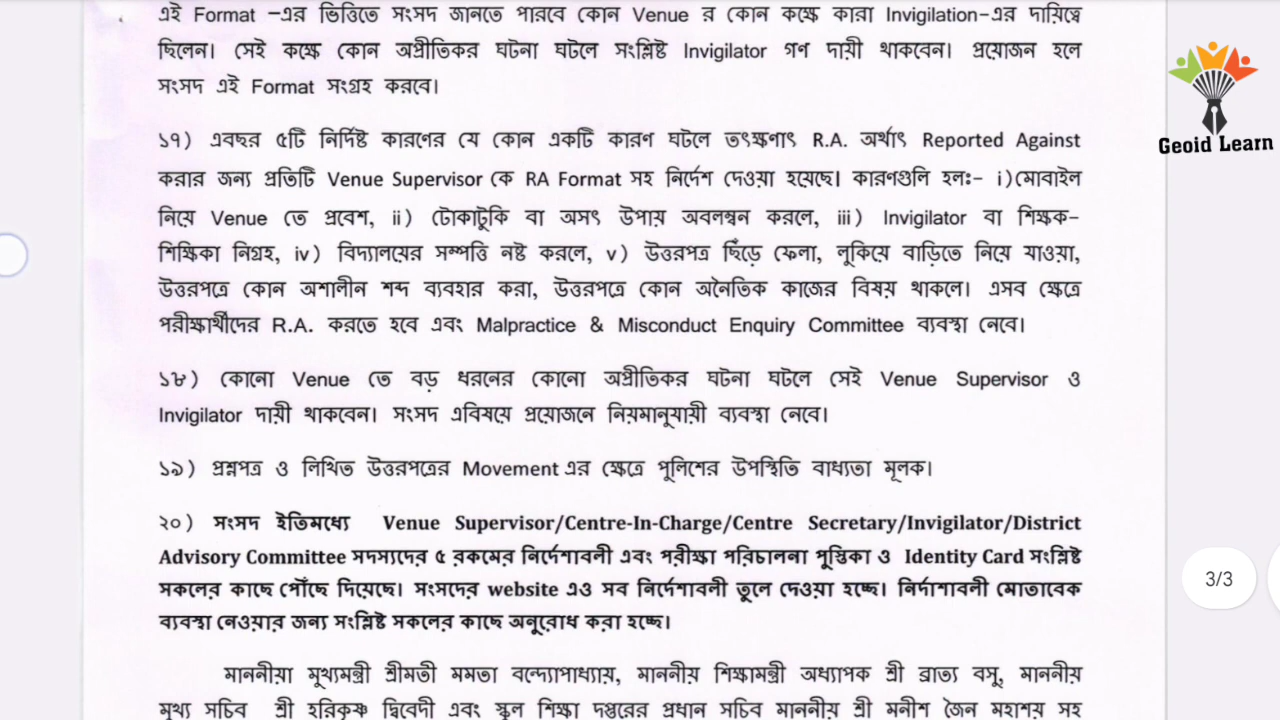 এই Format –এর ভিত্তিতে সংসদ জানতে পারবে কোন Venue র কোন কক্ষে কারা Invigilation-এর দায়িত্বে
ছিলেন। সেই কক্ষে কোন অপ্রীতিকর ঘটনা ঘটলে সংশ্লিষ্ট Invigilator গণ দায়ী থাকবেন। প্রয়োজন হলে
সংসদ এই Format সংগ্রহ করবে।
১৭) এবছর ৫টি নির্দিষ্ট কারণের যে কোন একটি কারণ ঘটলে তৎক্ষণাৎ R.A. অর্থাৎ Reported Against
করার জন্য প্রতিটি Venue Supervisor কে RA Format সহ নির্দেশ দেওয়া হয়েছে। কারণগুলি হলঃ- i)মোবাইল
নিয়ে Venue তে প্রবেশ, ii) টোকাটুকি বা অসৎ উপায় অবলম্বন করলে, iii) Invigilator বা শিক্ষক-
শিক্ষিকা নিগ্রহ, iv) বিদ্যালয়ের সম্পত্তি নষ্ট করলে, v) উত্তরপত্র ছিঁড়ে ফেলা, লুকিয়ে বাড়িতে নিয়ে যাওয়া,
উত্তরপত্রে কোন অশালীন শব্দ ব্যবহার করা, উত্তরপত্রে কোন অনৈতিক কাজের বিষয় থাকলে। এসব ক্ষেত্রে
পরীক্ষার্থীদের R.A. করতে হবে এবং Malpractice & Misconduct Enquiry Committee ব্যবস্থা নেবে।
১৮) কোনো Venue তে বড় ধরনের কোনো অপ্রীতিকর ঘটনা ঘটলে সেই Venue Supervisor ও
Invigilator দায়ী থাকবেন। সংসদ এবিষয়ে প্রয়োজনে নিয়মানুযায়ী ব্যবস্থা নেবে।
১৯) প্রশ্নপত্র ও লিখিত উত্তরপত্রের Movement এর ক্ষেত্রে পুলিশের উপস্থিতি বাধ্যতা মূলক।
২০) সংসদ ইতিমধ্যে Venue Supervisor/Centre-In-Charge/Centre Secretary/Invigilator/District
Advisory Committee সদস্যদের ৫ রকমের নির্দেশাবলী এবং পরীক্ষা পরিচালনা পুস্তিকা ও Identity Card সংশ্লিষ্ট
সকলের কাছে পৌঁছে দিয়েছে। সংসদের website এও সব নির্দেশাবলী তুলে দেওয়া হচ্ছে। নির্দাশাবলী মোতাবেক
ব্যবস্থা নেওয়ার জন্য সংশ্লিষ্ট সকলের কাছে অনুরোধ করা হচ্ছে।
মাননীয়া মুখ্যমন্ত্রী শ্রীমতী মমতা বন্দ্যোপাধ্যায়, মাননীয় শিক্ষামন্ত্রী অধ্যাপক শ্রী ব্রাত্য বসু, মাননীয়
মুখ্য সচিব শ্রী হরিকৃষ্ণ দ্বিবেদী এবং স্কুল শিক্ষা দপ্তরের প্রধান সচিব মাননীয় শ্রী মনীশ জৈন মহাশয় সহ
Geoid Learn
3/3